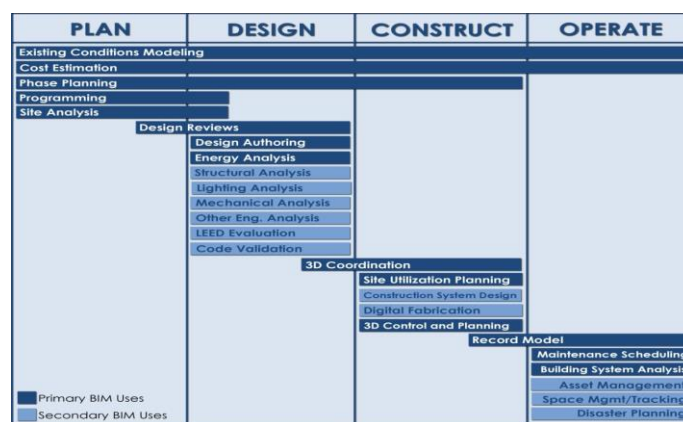 PLAN DESIGN CONSTRUCT OPERATE
Existing Conditions Modeling
Cost Estimation
Phase Planning
Programming
Site Analysis
Design Reviews
Design Authoring
Energy Analysis
Structural Analysis
Lighting Analysis
Mechanical Analysis
Other Eng. Analysis
LEED Evaluation
Code Validation
3D Coordination
Site Utilization Planning
Construction System Design
Digital Fabrication
3D Control and Planning
Record Model
Maintenance Scheduling
Building System Analysis
Asset Management
Space Mgmt/Tracking
Disaster Planning
Primary BIM Uses
Secondary BIM Uses